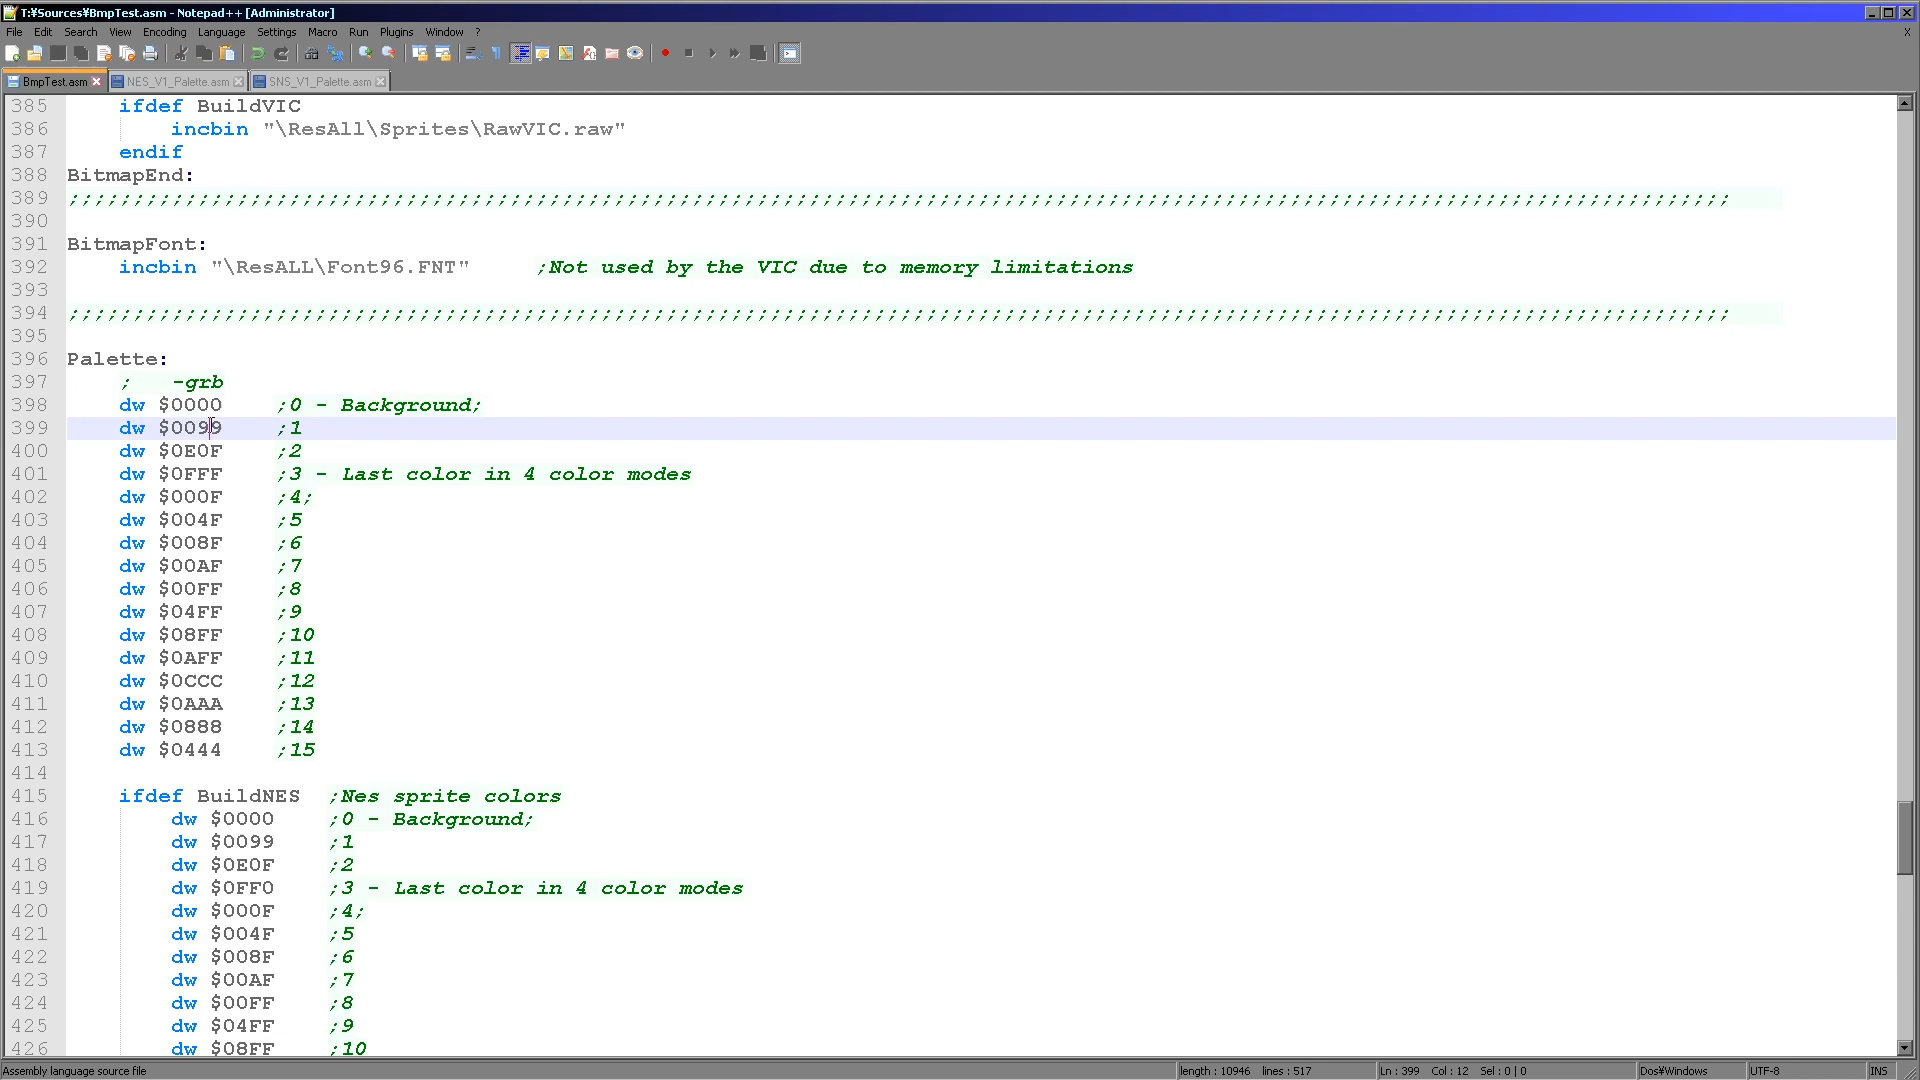 T:¥Sources¥BmpTest.asm - Notepad++ [Administrator]
File Edit Search View Encoding Language Settings Macro Run Plugins Window ? X
BmpTest.asm NES_V1_Palette.asm SNS_V1_Palette.asm
385 ifdef BuildVIC
386 incbin "\ResAll\Sprites\RawVIC.raw"
387 endif
388 BitmapEnd:
389 ;;;;;;;;;;;;;;;;;;;;;;;;;;;;;;;;;;;;;;;;;;;;;;;;;;;;;;;;;;;;;;;;;;;;;;;;;;;;;;;;;;;;;;;;;;;;;;;;;;;;;;;;;;;;;;;;;;;;;;;;;;;;;;;;
390
391 BitmapFont:
392 incbin "\ResALL\Font96.FNT" ;Not used by the VIC due to memory limitations
393
394 ;;;;;;;;;;;;;;;;;;;;;;;;;;;;;;;;;;;;;;;;;;;;;;;;;;;;;;;;;;;;;;;;;;;;;;;;;;;;;;;;;;;;;;;;;;;;;;;;;;;;;;;;;;;;;;;;;;;;;;;;;;;;;;;;
395
396 Palette:
397 ; -grb
398 dw $0000 ;0 - Background;
399 dw $0099 ;1
400 dw $0E0F ;2
401 dw $0FFF ;3 - Last color in 4 color modes
402 dw $000F ;4;
403 dw $004F ;5
404 dw $008F ;6
405 dw $00AF ;7
406 dw $00FF ;8
407 dw $04FF ;9
408 dw $08FF ;10
409 dw $0AFF ;11
410 dw $0CCC ;12
411 dw $0AAA ;13
412 dw $0888 ;14
413 dw $0444 ;15
414
415 ifdef BuildNES ;Nes sprite colors
416 dw $0000 ;0 - Background;
417 dw $0099 ;1
418 dw $0E0F ;2
419 dw $0FF0 ;3 - Last color in 4 color modes
420 dw $000F ;4;
421 dw $004F ;5
422 dw $008F ;6
423 dw $00AF ;7
424 dw $00FF ;8
425 dw $04FF ;9
426 dw $08FF ;10
Assembly language source file length : 10946 lines : 517 Ln : 399 Col : 12 Sel : 0 | 0 Dos¥Windows UTF-8 INS